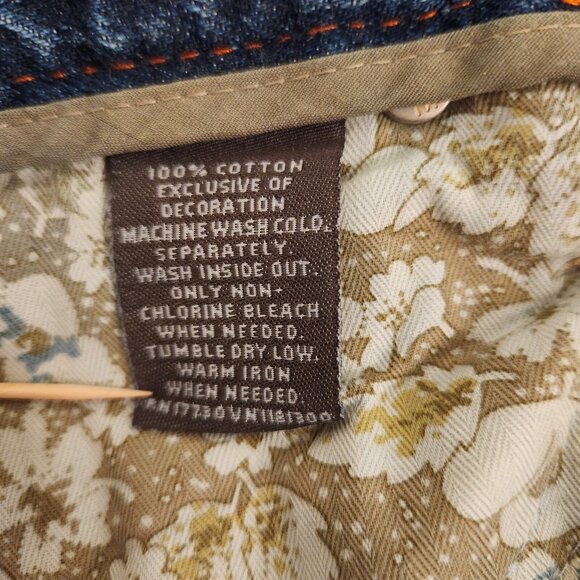 100% COTTON
EXCLUSIVE OF
DECORATION
MACHINE WASH COLD.
SEPARATELY.
WASH INSIDE OUT.
ONLY NON-
CHLORINE BLEACH
WHEN NEEDED.
TUMBLE DRY LOW.
WARM IRON
WHEN NEEDED.